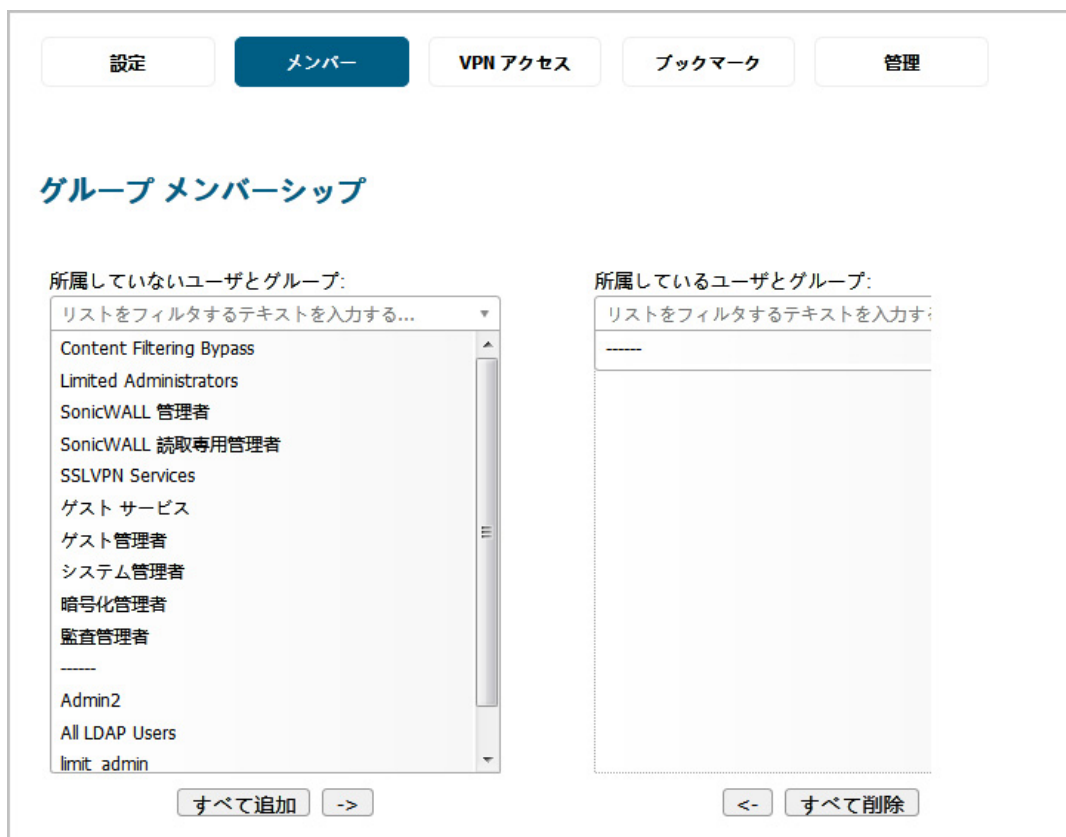 設定 メンバー VPN アクセス ブックマーク 管理
グループ メンバーシップ
所属していないユーザとグループ:
リストをフィルタするテキストを入力する...
Content Filtering Bypass
Limited Administrators
SonicWALL 管理者
SonicWALL 読取専用管理者
SSLVPN Services
ゲスト サービス
ゲスト管理者
システム管理者
暗号化管理者
監査管理者
------
Admin2
All LDAP Users
limit_admin
すべて追加 ->
所属しているユーザとグループ:
リストをフィルタするテキストを入力す
------
<- すべて削除